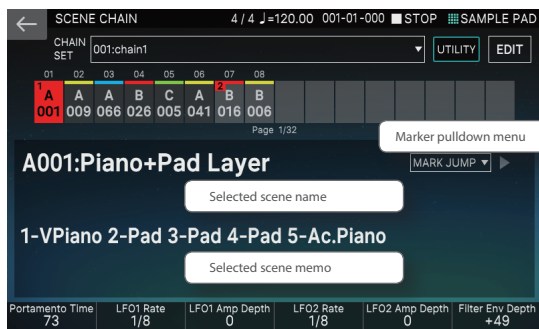 SCENE CHAIN 4 / 4 ♩=120.00 001-01-000 STOP SAMPLE PAD
CHAIN SET 001:chain1 UTILITY EDIT
01 02 03 04 05 06 07 08
1 A A A B C A 2 B B
001 009 066 026 005 041 016 006
Page 1/32
Marker pulldown menu
A001:Piano+Pad Layer MARK JUMP
Selected scene name
1-VPiano 2-Pad 3-Pad 4-Pad 5-Ac.Piano
Selected scene memo
Portamento Time LFO1 Rate LFO1 Amp Depth LFO2 Rate LFO2 Amp Depth Filter Env Depth
73 1/8 0 1/8 0 +49